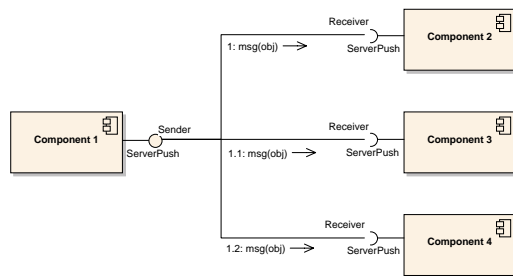 Receiver
Component 2
1: msg(obj)
ServerPush
Sender
Receiver
Component 1
Component 3
ServerPush
1.1: msg(obj)
ServerPush
Receiver
Component 4
1.2: msg(obj)
ServerPush